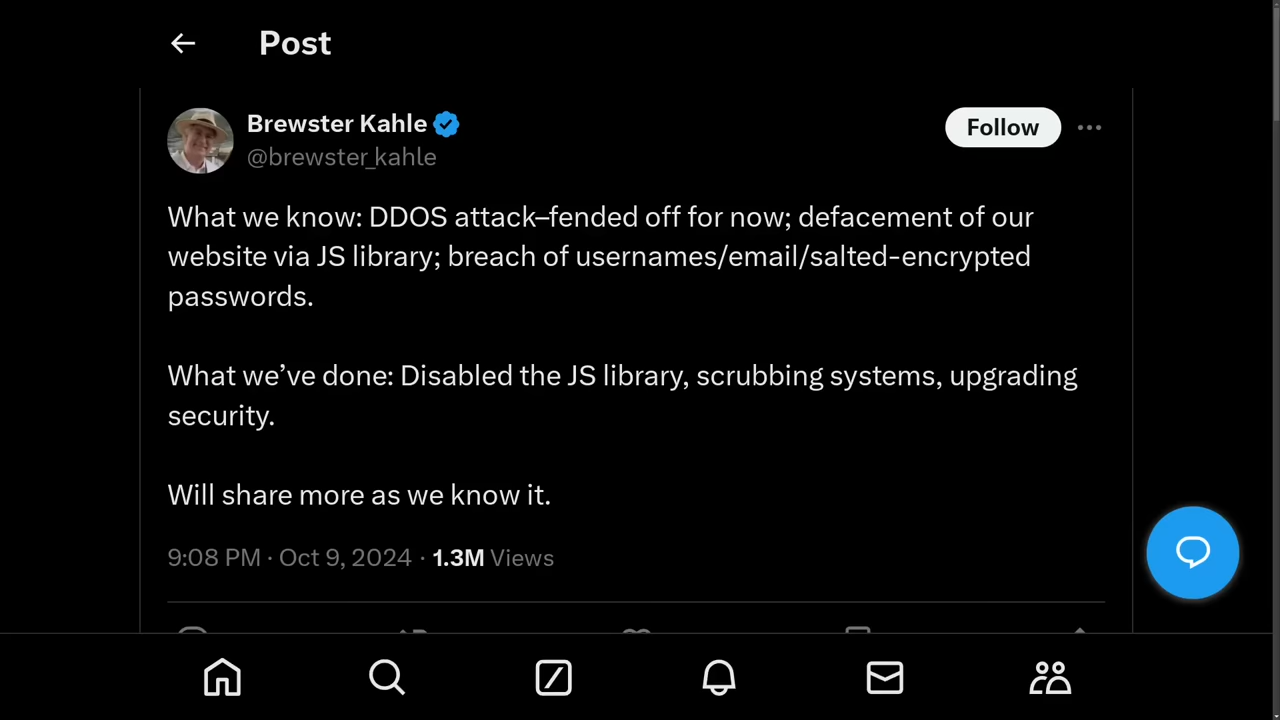 Post
Brewster Kahle
@brewster_kahle
Follow
What we know: DDOS attack–fended off for now; defacement of our
website via JS library; breach of usernames/email/salted-encrypted
passwords.
What we’ve done: Disabled the JS library, scrubbing systems, upgrading
security.
Will share more as we know it.
9:08 PM · Oct 9, 2024 · 1.3M Views